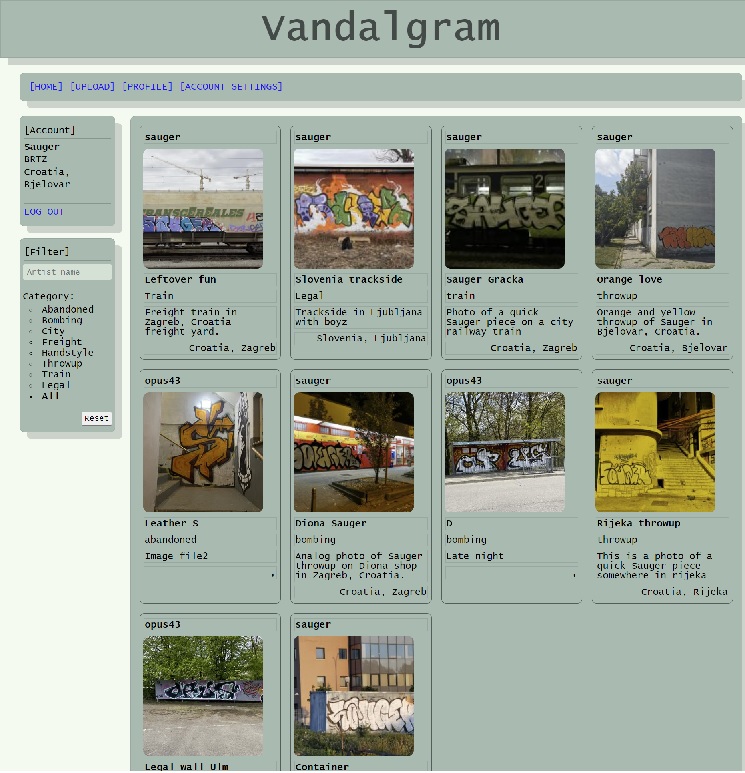 Vandalgram
[HOME] [UPLOAD] [PROFILE] [ACCOUNT SETTINGS]
[Account]
Sauger
BRTZ
Croatia,
Bjelovar
LOG OUT
[Filter]
Artist name
Category:
Abandoned
Bombing
City
Freight
Handstyle
Throwup
Train
Legal
All
Reset
sauger
TRANSCEREALES
Leftover fun
Train
Freight train in
Zagreb, Croatia
freight yard.
Croatia, Zagreb
sauger
Slovenia trackside
Legal
Trackside in Ljubljana
with boyz
Slovenia, Ljubljana
sauger
2
Sauger Gracka
train
Photo of a quick
Sauger piece on a city
railway train
Croatia, Zagreb
sauger
Orange love
throwup
Orange and yellow
throwup of Sauger in
Bjelovar, Croatia.
Croatia, Bjelovar
opus43
Leather S
abandoned
Image file2
,
sauger
Diona Sauger
bombing
Analog photo of Sauger
throwup on Diona shop
in Zagreb, Croatia.
Croatia, Zagreb
opus43
D
bombing
Late night
,
sauger
Rijeka throwup
throwup
This is a photo of a
quick Sauger piece
somewhere in rijeka
Croatia, Rijeka
opus43
Legal wall Ulm
sauger
Container